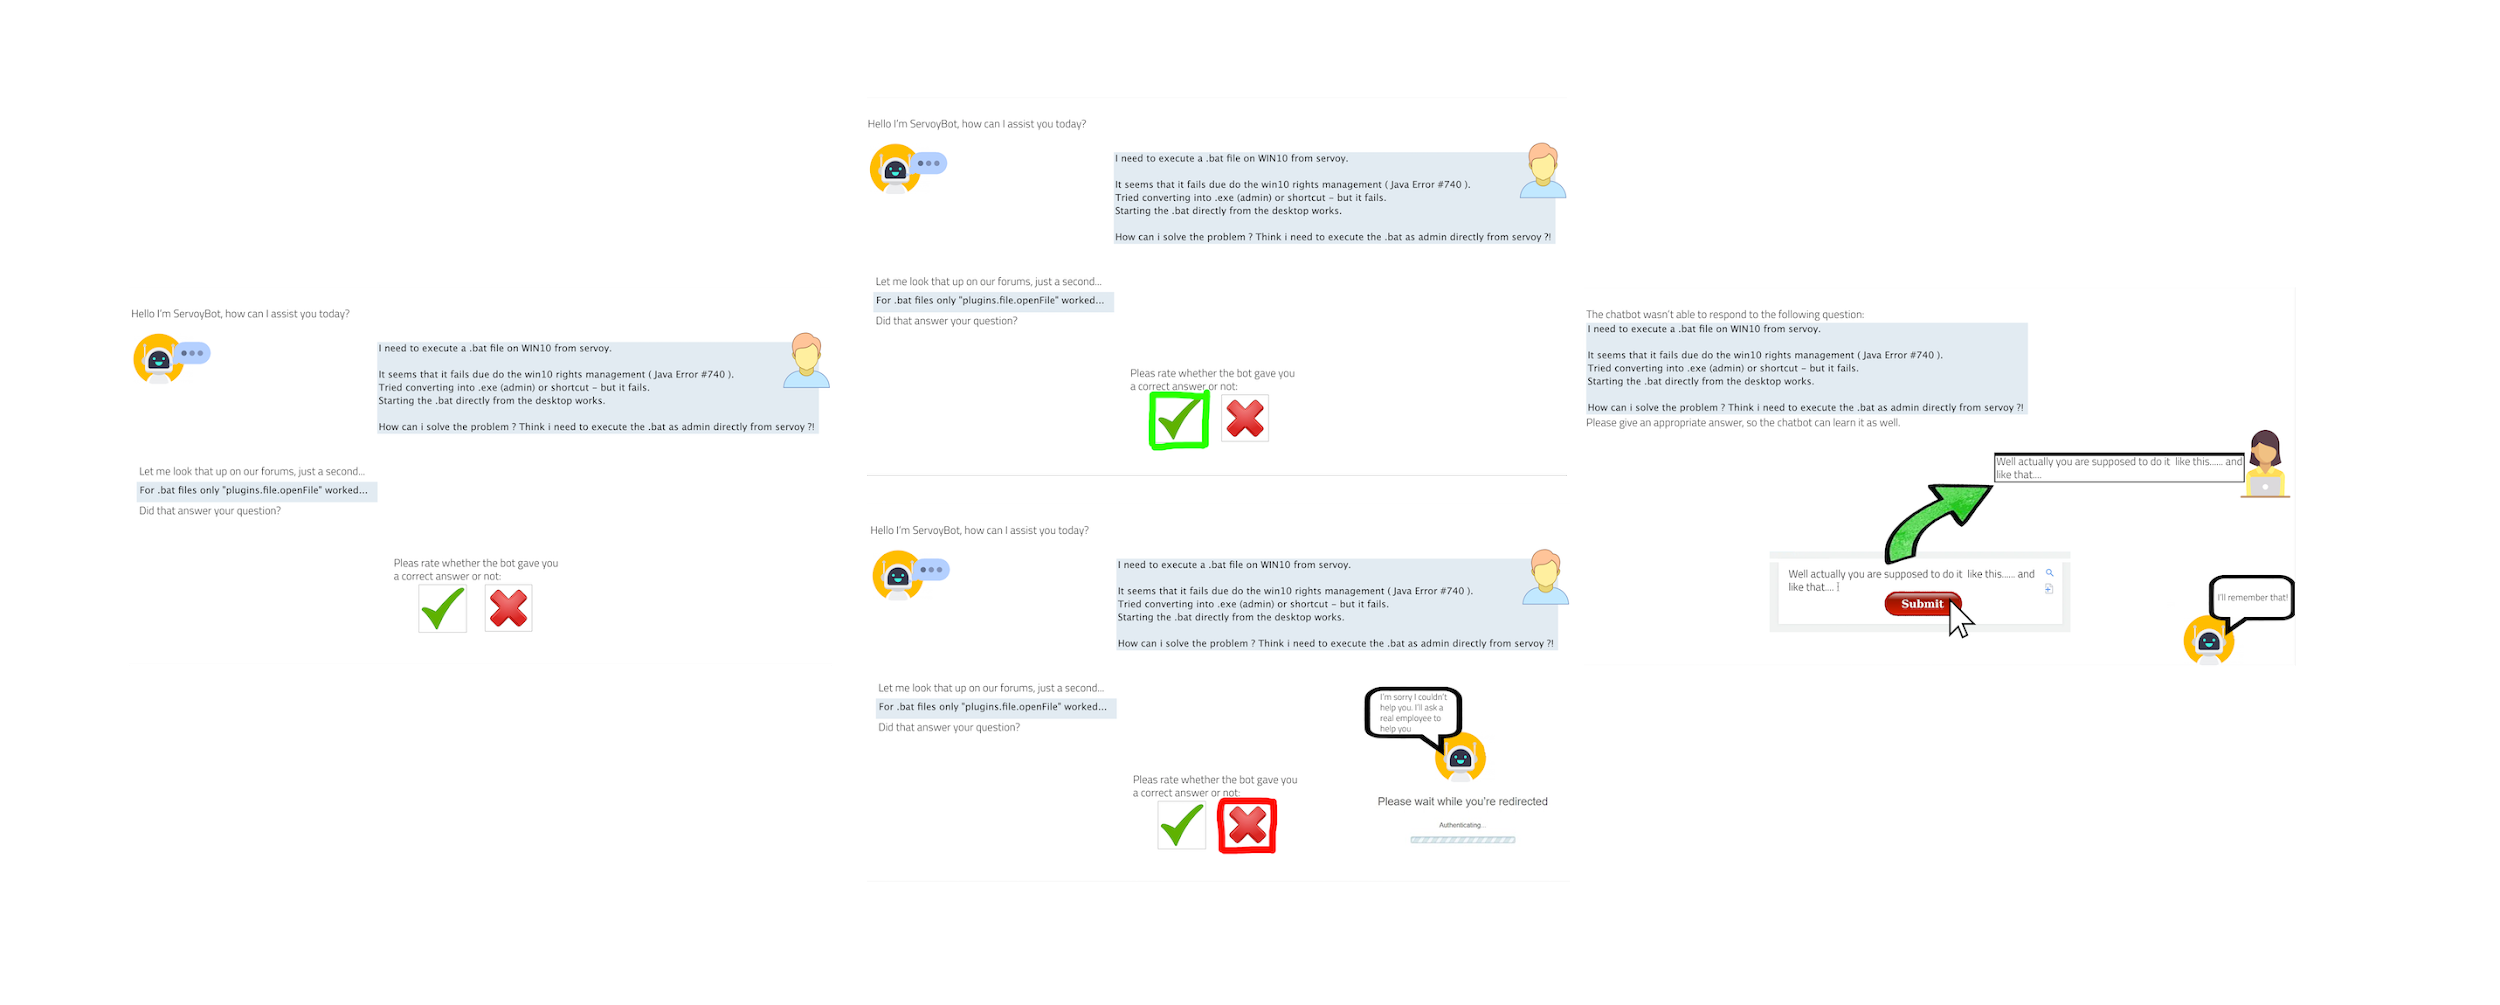 Hello I'm ServoyBot, how can I assist you today?
I need to execute a .bat file on WIN10 from servoy.
It seems that it fails due do the win10 rights management ( Java Error #740 ).
Tried converting into .exe (admin) or shortcut – but it fails.
Starting the .bat directly from the desktop works.
How can i solve the problem ? Think i need to execute the .bat as admin directly from servoy ?!
Let me look that up on our forums, just a second...
For .bat files only "plugins.file.openFile" worked...
Did that answer your question?
Pleas rate whether the bot gave you
a correct answer or not:
Hello I'm ServoyBot, how can I assist you today?
I need to execute a .bat file on WIN10 from servoy.
It seems that it fails due do the win10 rights management ( Java Error #740 ).
Tried converting into .exe (admin) or shortcut – but it fails.
Starting the .bat directly from the desktop works.
How can i solve the problem ? Think i need to execute the .bat as admin directly from servoy ?!
Let me look that up on our forums, just a second...
For .bat files only "plugins.file.openFile" worked...
Did that answer your question?
Pleas rate whether the bot gave you
a correct answer or not:
Hello I'm ServoyBot, how can I assist you today?
I need to execute a .bat file on WIN10 from servoy.
It seems that it fails due do the win10 rights management ( Java Error #740 ).
Tried converting into .exe (admin) or shortcut – but it fails.
Starting the .bat directly from the desktop works.
How can i solve the problem ? Think i need to execute the .bat as admin directly from servoy ?!
Let me look that up on our forums, just a second...
For .bat files only "plugins.file.openFile" worked...
Did that answer your question?
Pleas rate whether the bot gave you
a correct answer or not:
I'm sorry I couldn't
help you. I'll ask a
real employee to
help you
Please wait while you're redirected
Authenticating...
The chatbot wasn't able to respond to the following question:
I need to execute a .bat file on WIN10 from servoy.
It seems that it fails due do the win10 rights management ( Java Error #740 ).
Tried converting into .exe (admin) or shortcut – but it fails.
Starting the .bat directly from the desktop works.
How can i solve the problem ? Think i need to execute the .bat as admin directly from servoy ?!
Please give an appropriate answer, so the chatbot can learn it as well.
Well actually you are supposed to do it like this...... and
like that....
Well actually you are supposed to do it like this...... and
like that....
Submit
I'll remember that!